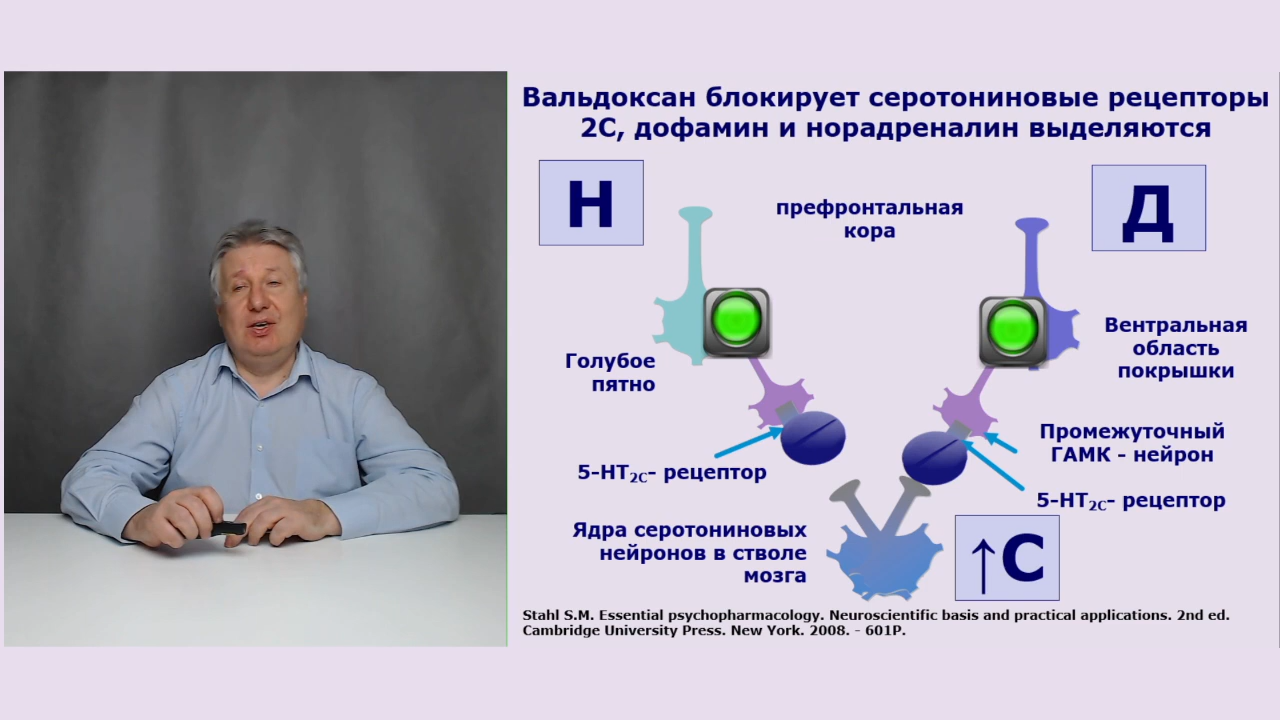 Вальдоксан блокирует серотониновые рецепторы
2С, дофамин и норадреналин выделяются
Н
Д
префронтальная
кора
Голубое
пятно
Вентральная
область
покрышки
Промежуточный
ГАМК - нейрон
5-НТ2С- рецептор
5-НТ2С- рецептор
Ядра серотониновых
нейронов в стволе
мозга
↑С
Stahl S.M. Essential psychopharmacology. Neuroscientific basis and practical applications. 2nd ed.
Cambridge University Press. New York. 2008. - 601P.